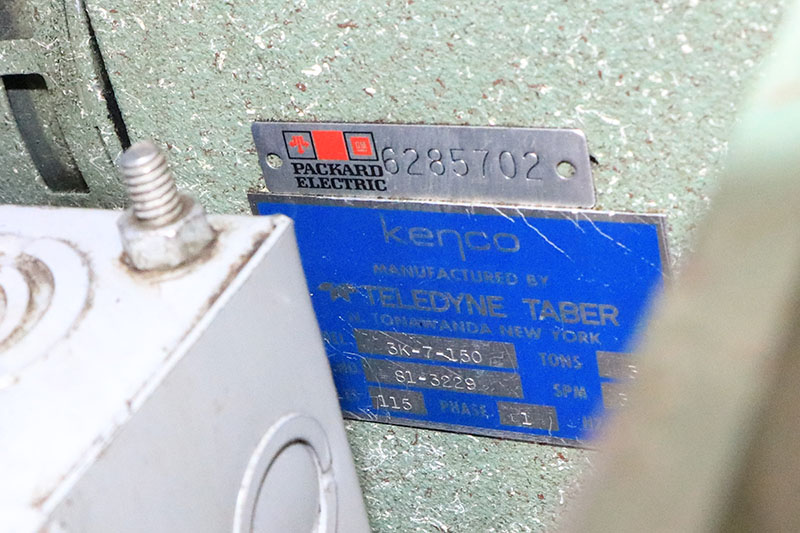 PACKARD
ELECTRIC
6285702
kenco
MANUFACTURED BY
TELEDYNE TABER
N. TONAWANDA NEW YORK
3K-7-150 TONS
81-3229 SPM
115 PHASE 1